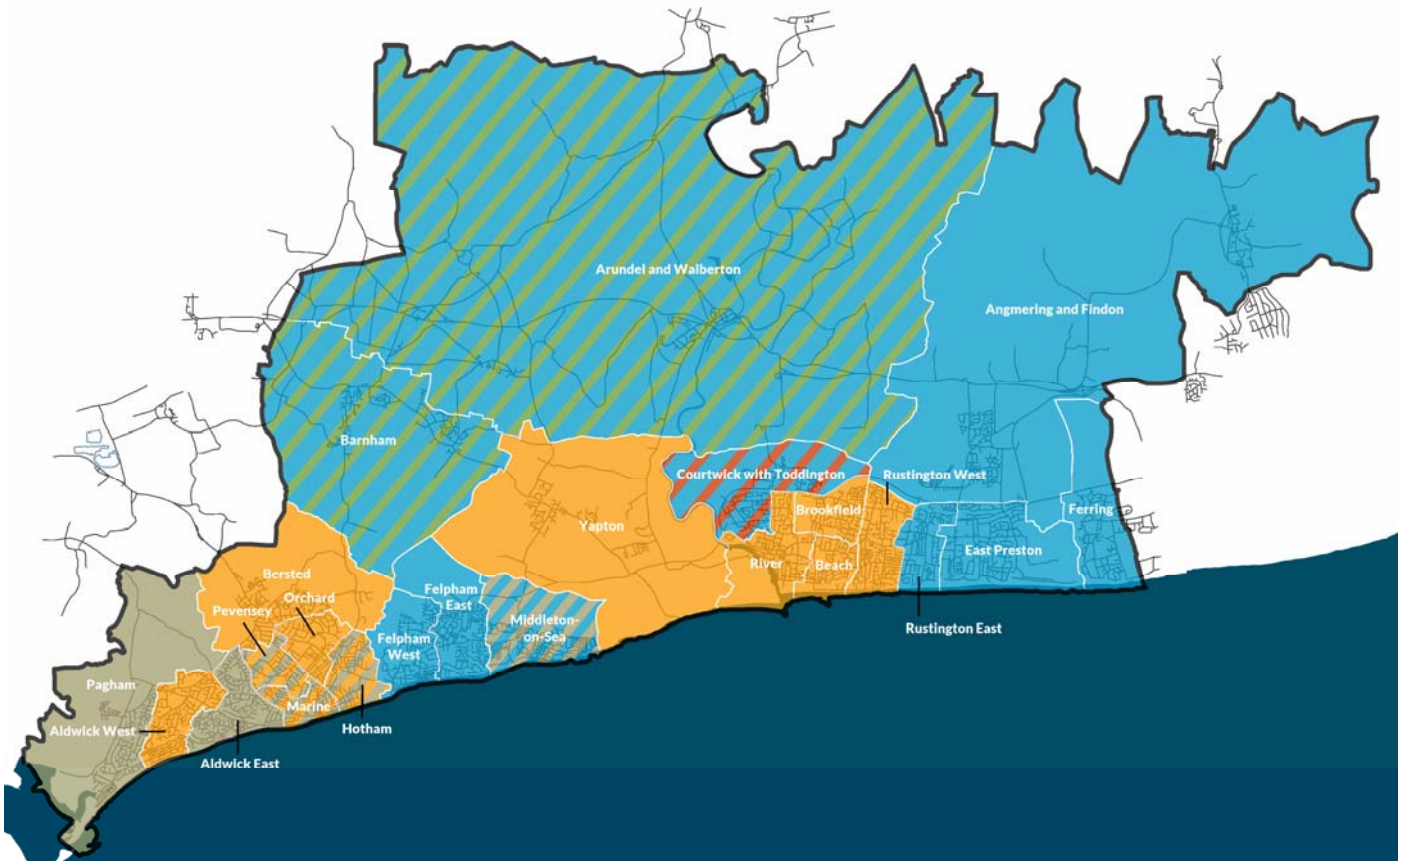 Arundel and Walberton
Angmering and Findon
Barnham
Courtwick with Toddington
Rustington West
Brookfield
Ferring
Yapton
East Preston
River
Beach
Bersted
Orchard
Pevensey
Felpham
East
Middleton-
on-Sea
Rustington East
Felpham
West
Pagham
Marine
Hotham
Aldwick West
Aldwick East